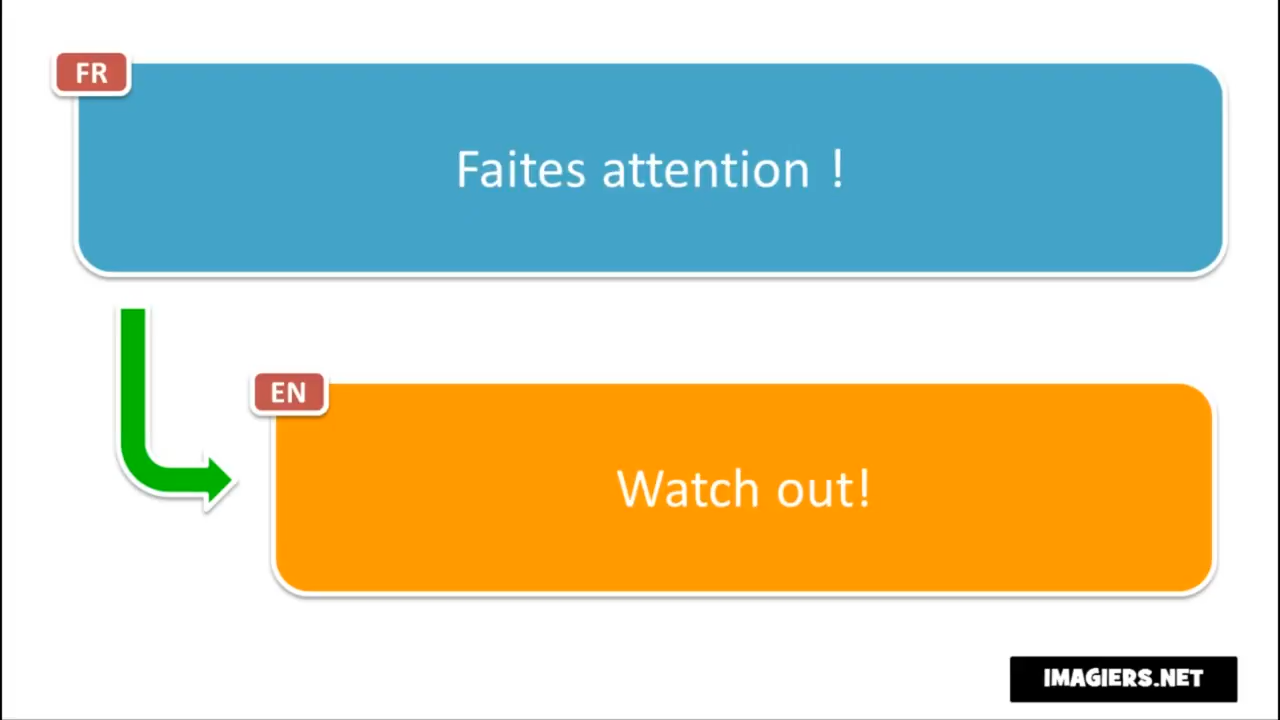 FR
Faites attention !
EN
Watch out!
IMAGIERS.NET